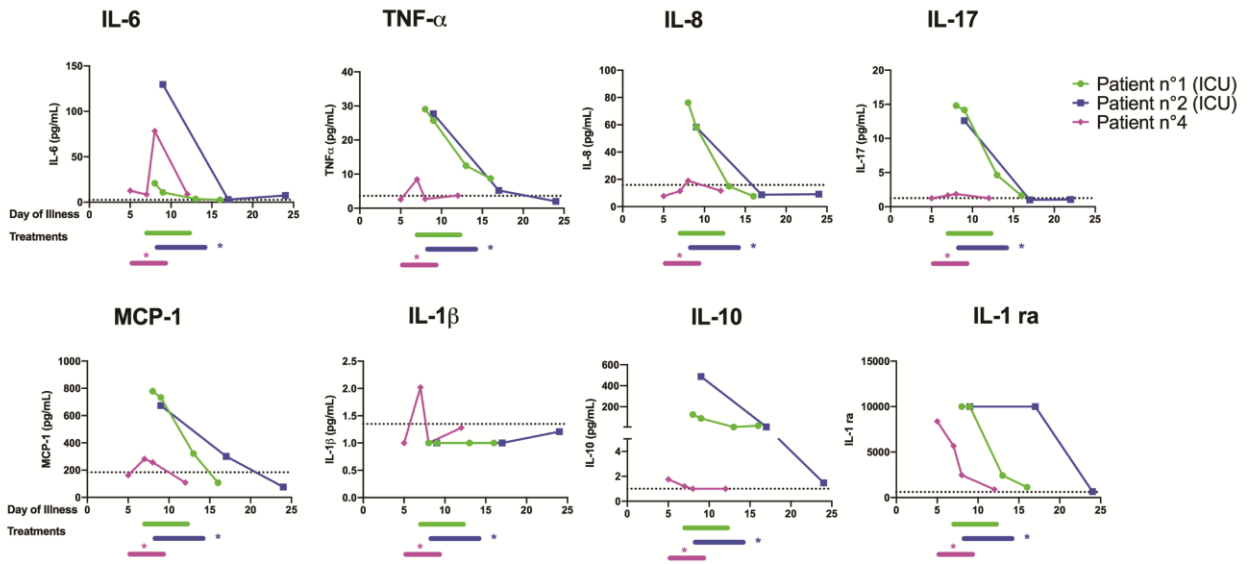 IL-6
TNF-α
IL-8
IL-17
IL-6 (pg/mL)
150
100
50
0
0 5 10 15 20 25
TNFα (pg/mL)
40
30
20
10
0
0 5 10 15 20 25
IL-8 (pg/mL)
100
80
60
40
20
0
0 5 10 15 20 25
IL-17 (pg/mL)
20
15
10
5
0
0 5 10 15 20 25
Patient n°1 (ICU)
Patient n°2 (ICU)
Patient n°4
Day of Illness
Treatments
*
*
*
*
*
*
*
*
MCP-1
IL-1β
IL-10
IL-1 ra
MCP-1 (pg/mL)
1000
800
600
400
200
0
0 5 10 15 20 25
IL-1β (pg/mL)
2.5
2.0
1.5
1.0
0.5
0.0
0 5 10 15 20 25
IL-10 (pg/mL)
600
400
200
4
2
0
0 5 10 15 20 25
IL-1 ra
15000
10000
5000
0
0 5 10 15 20 25
Day of Illness
Treatments
*
*
*
*
*
*
*
*